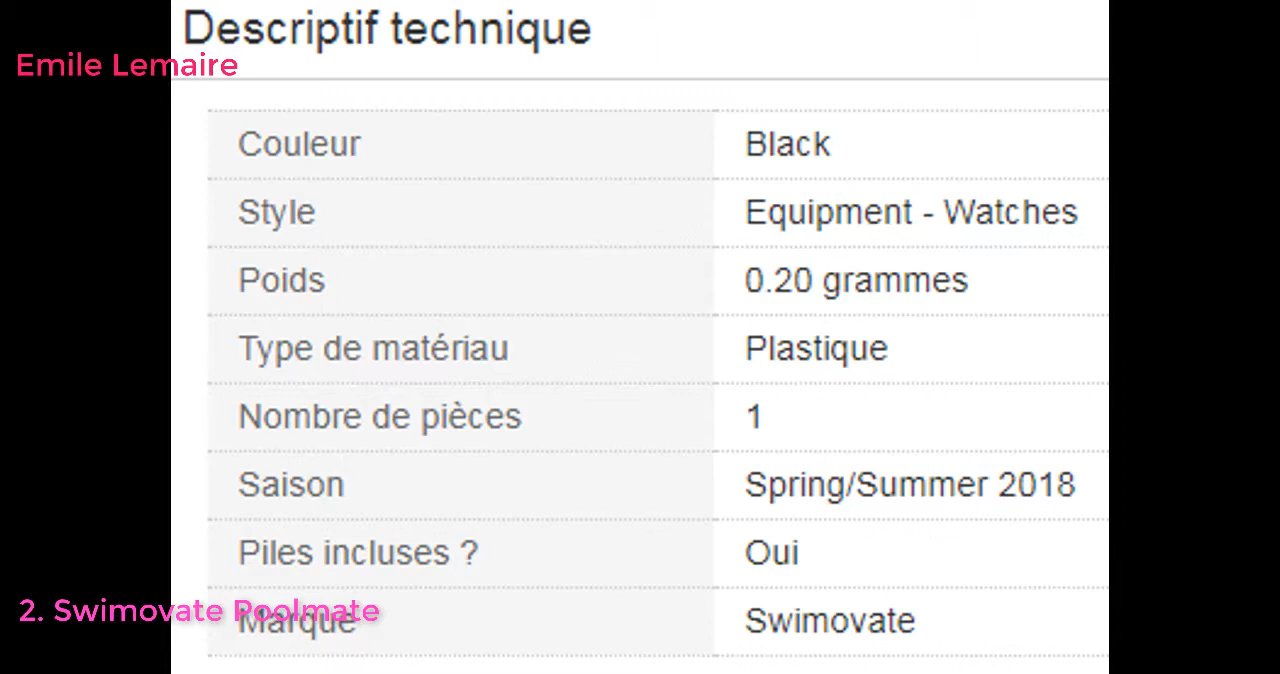 Descriptif technique
Emile Lemaire
Couleur Black
Style Equipment - Watches
Poids 0.20 grammes
Type de matériau Plastique
Nombre de pièces 1
Saison Spring/Summer 2018
Piles incluses ? Oui
2. Swimovate Poolmate
Marque Swimovate